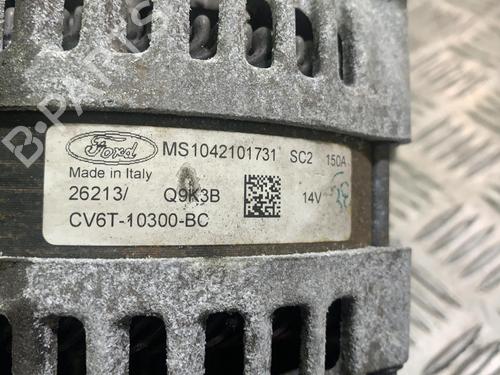 B-PARTS
Ford MS1042101731 SC2 150A
Made in Italy
26213/ Q9K3B 14V
CV6T-10300-BC